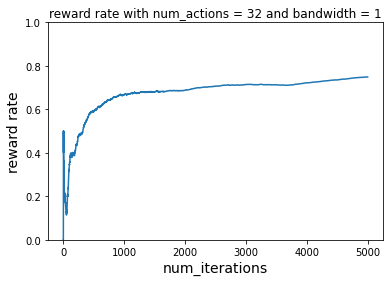 reward rate with num_actions = 32 and bandwidth = 1
1.0
0.8
0.6
0.4
0.2
0.0
reward rate
0 1000 2000 3000 4000 5000
num_iterations